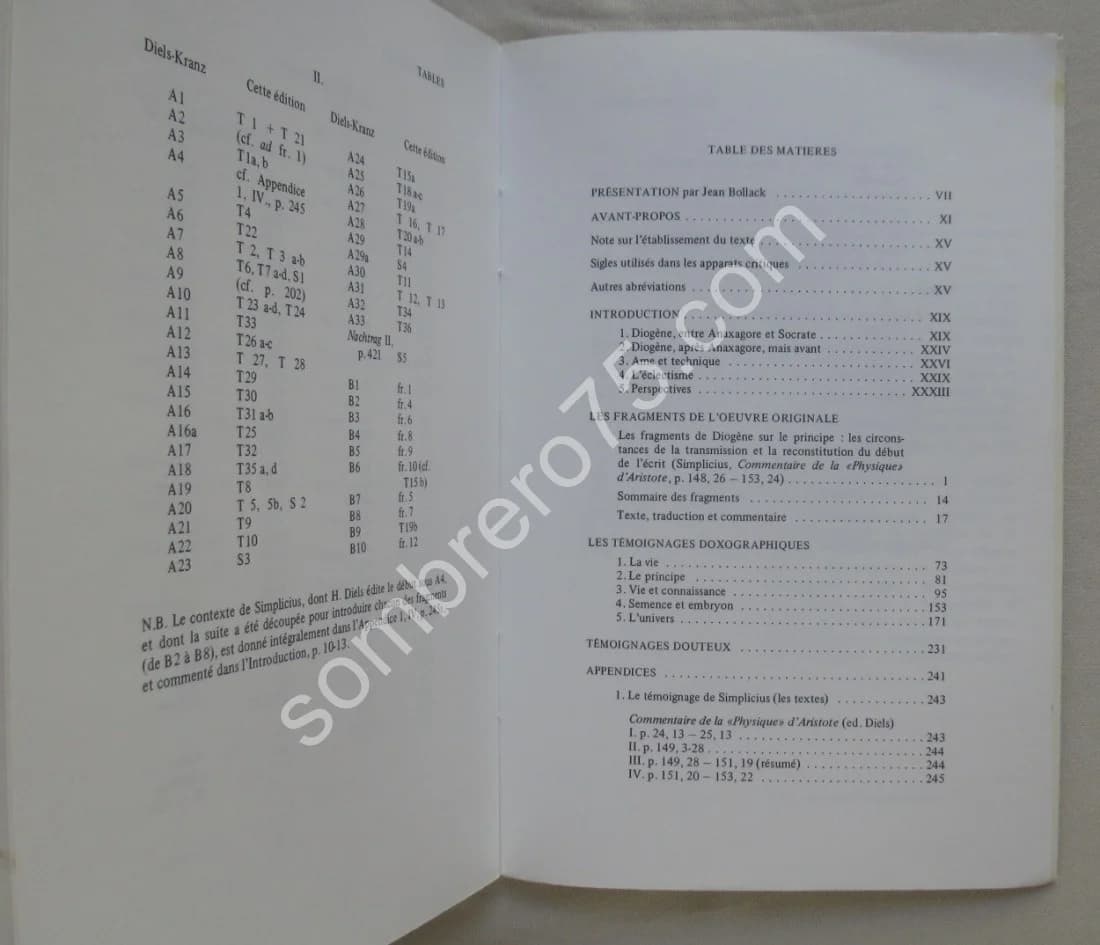 II.
TABLES
Diels-Kranz
Cette édition
Diels-Kranz
Cette édition
A1
A2
A3
A4
A5
A6
A7
A8
A9
A10
A11
A12
A13
A14
A15
A16
A16a
A17
A18
A19
A20
A21
A22
A23
T 1 + T 21
(cf. ad fr. 1)
T1a, b
cf. Appendice
1, IV., p. 245
T4
T22
T 2, T 3 a-b
T6, T7 a-d, S1
(cf. p. 202)
T 23 a-d, T24
T33
T26 a-c
T 27, T 28
T29
T30
T31 a-b
T25
T32
T35 a, d
T8
T 5, 5b, S 2
T9
T10
S3
A24
A25
A26
A27
A28
A29
A29a
A30
A31
A32
A33
Nachtrag II,
p.421
B1
B2
B3
B4
B5
B6
B7
B8
B9
B10
T15a
T18 a-c
T19a
T 16, T 17
T20 a-b
T14
S4
T11
T 12, T 13
T34
T36
S5
fr.1
fr.4
fr.6
fr.8
fr.9
fr.10 (cf.
T15 b)
fr.5
fr.7
T19b
fr.12
N.B. Le contexte de Simplicius, dont H. Diels édite le début sous A4,
et dont la suite a été découpée pour introduire chacun des fragments
(de B2 à B8), est donné intégralement dans l'Appendice 1, IV, p. 245
et commenté dans l'Introduction, p. 10-13.
TABLE DES MATIERES
PRÉSENTATION par Jean Bollack VII
AVANT-PROPOS XI
Note sur l'établissement du texte XV
Sigles utilisés dans les apparats critiques XV
Autres abréviations XV
INTRODUCTION XIX
1. Diogène, entre Anaxagore et Socrate XIX
2. Diogène, après Anaxagore, mais avant XXIV
3. Ame et technique XXVI
4. L'éclectisme XXIX
5. Perspectives XXXIII
LES FRAGMENTS DE L'OEUVRE ORIGINALE
Les fragments de Diogène sur le principe : les circons-
tances de la transmission et la reconstitution du début
de l'écrit (Simplicius, Commentaire de la «Physique»
d'Aristote, p. 148, 26 – 153, 24) 1
Sommaire des fragments 14
Texte, traduction et commentaire 17
LES TÉMOIGNAGES DOXOGRAPHIQUES
1. La vie 73
2. Le principe 81
3. Vie et connaissance 95
4. Semence et embryon 153
5. L'univers 171
TÉMOIGNAGES DOUTEUX 231
APPENDICES 241
1. Le témoignage de Simplicius (les textes) 243
Commentaire de la «Physique» d'Aristote (ed. Diels)
I. p. 24, 13 – 25, 13 243
II. p. 149, 3-28 244
III. p. 149, 28 – 151, 19 (résumé) 244
IV. p. 151, 20 – 153, 22 245
sombrero75.com